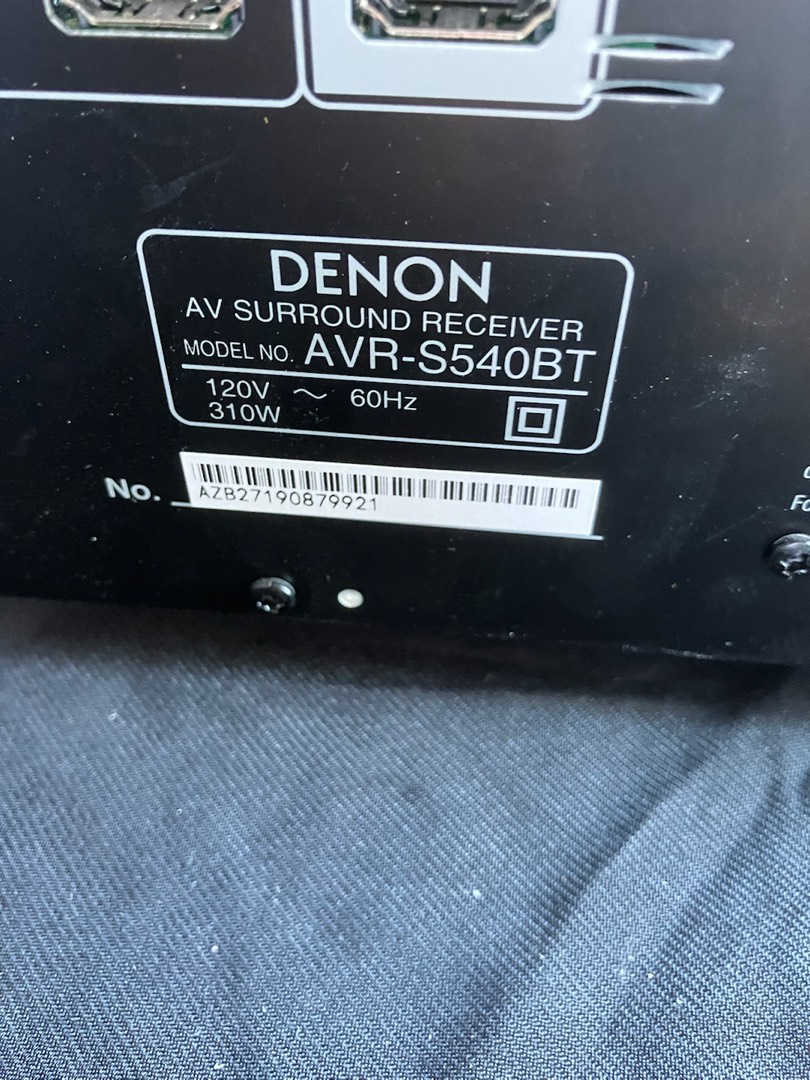 DENON
AV SURROUND RECEIVER
MODEL NO. AVR-S540BT
120V ～ 60Hz
310W
No.
AZB27190879921